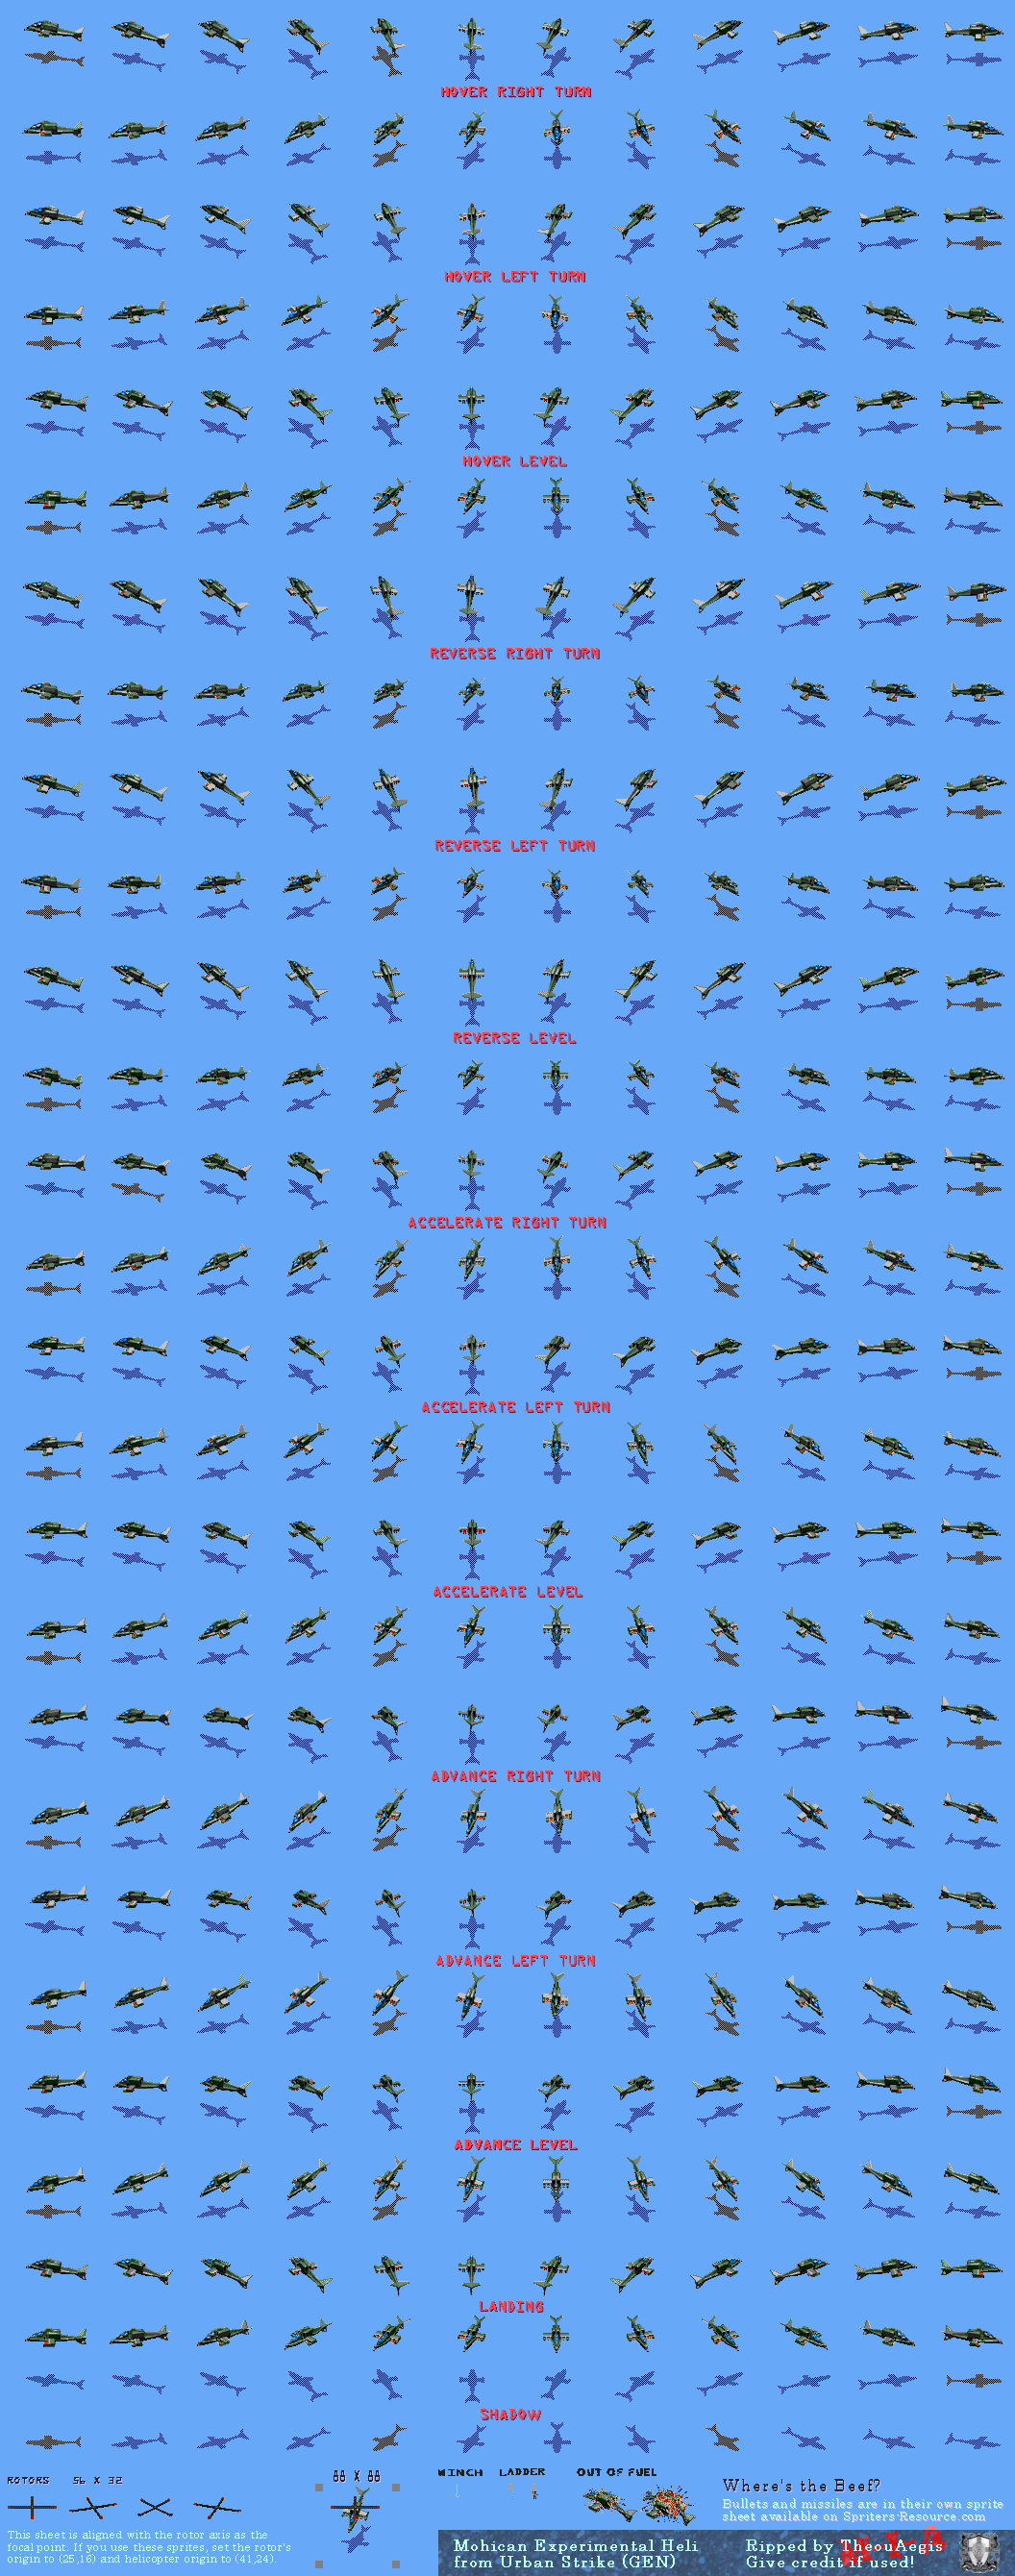 HOVER RIGHT TURN
HOVER LEFT TURN
HOVER LEVEL
REVERSE RIGHT TURN
REVERSE LEFT TURN
REVERSE LEVEL
ACCELERATE RIGHT TURN
ACCELERATE LEFT TURN
ACCELERATE LEVEL
ADVANCE RIGHT TURN
ADVANCE LEFT TURN
ADVANCE LEVEL
LANDING
SHADOW
ROTORS 56 X 32
88 X 88
WINCH LADDER OUT OF FUEL
Where's the Beef?
Bullets and missiles are in their own sprite
sheet available on Spriters-Resource.com
This sheet is aligned with the rotor axis as the
focal point. If you use these sprites, set the rotor's
origin to (25,16) and helicopter origin to (41,24).
Mohican Experimental Heli
from Urban Strike (GEN)
Ripped by TheouAegis
Give credit if used!